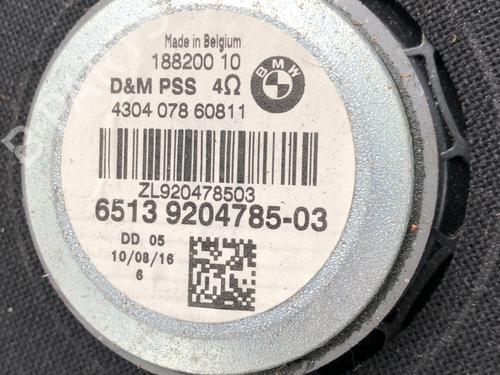 Made in Belgium
188200 10
D&M PSS 4Ω
BMW
4304 078 60811
ZL920478503
6513 9204785-03
DD 05
10/08/16
6